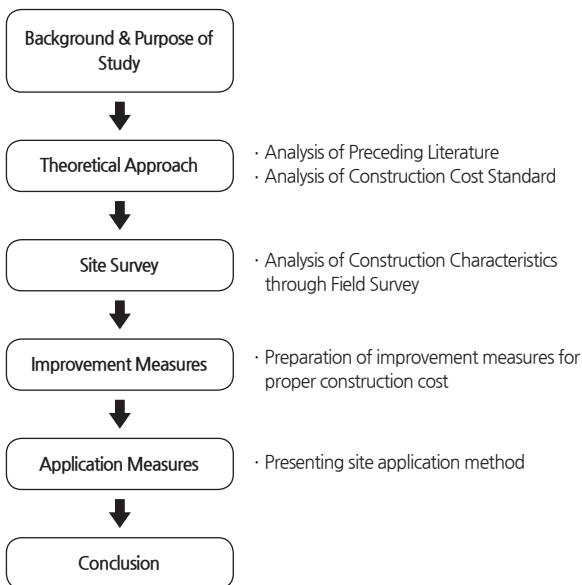 Background & Purpose of
Study
Theoretical Approach
· Analysis of Preceding Literature
· Analysis of Construction Cost Standard
Site Survey
· Analysis of Construction Characteristics
through Field Survey
Improvement Measures
· Preparation of improvement measures for
proper construction cost
Application Measures
· Presenting site application method
Conclusion